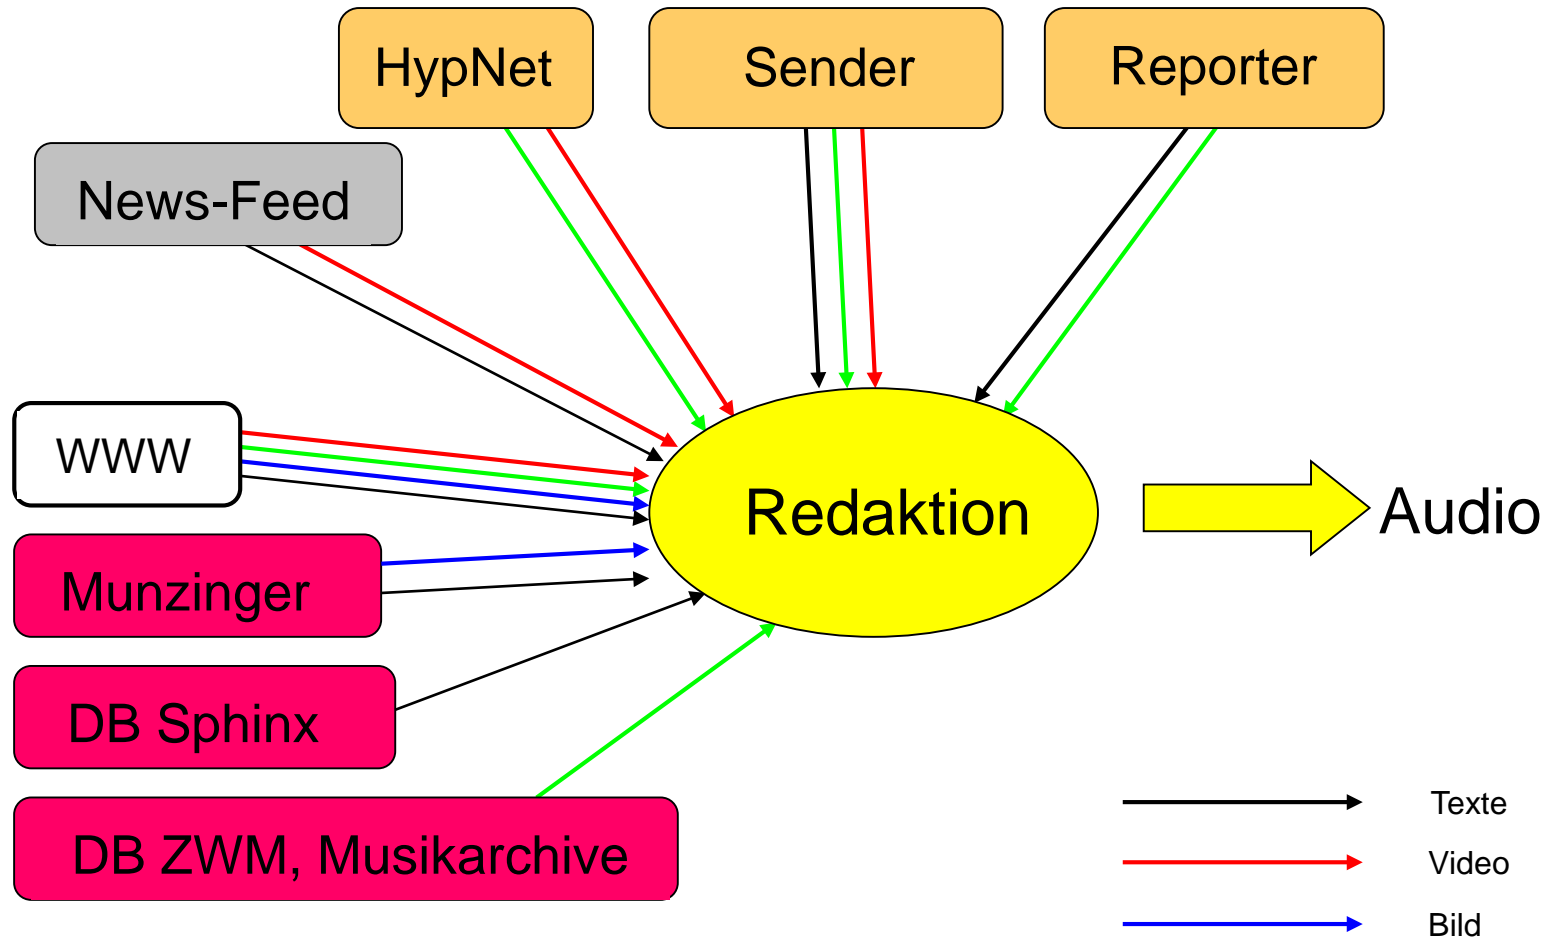 HypNet
Sender
Reporter
News-Feed
WWW
Redaktion
Audio
Munzinger
DB Sphinx
DB ZWM, Musikarchive
Texte
Video
Bild